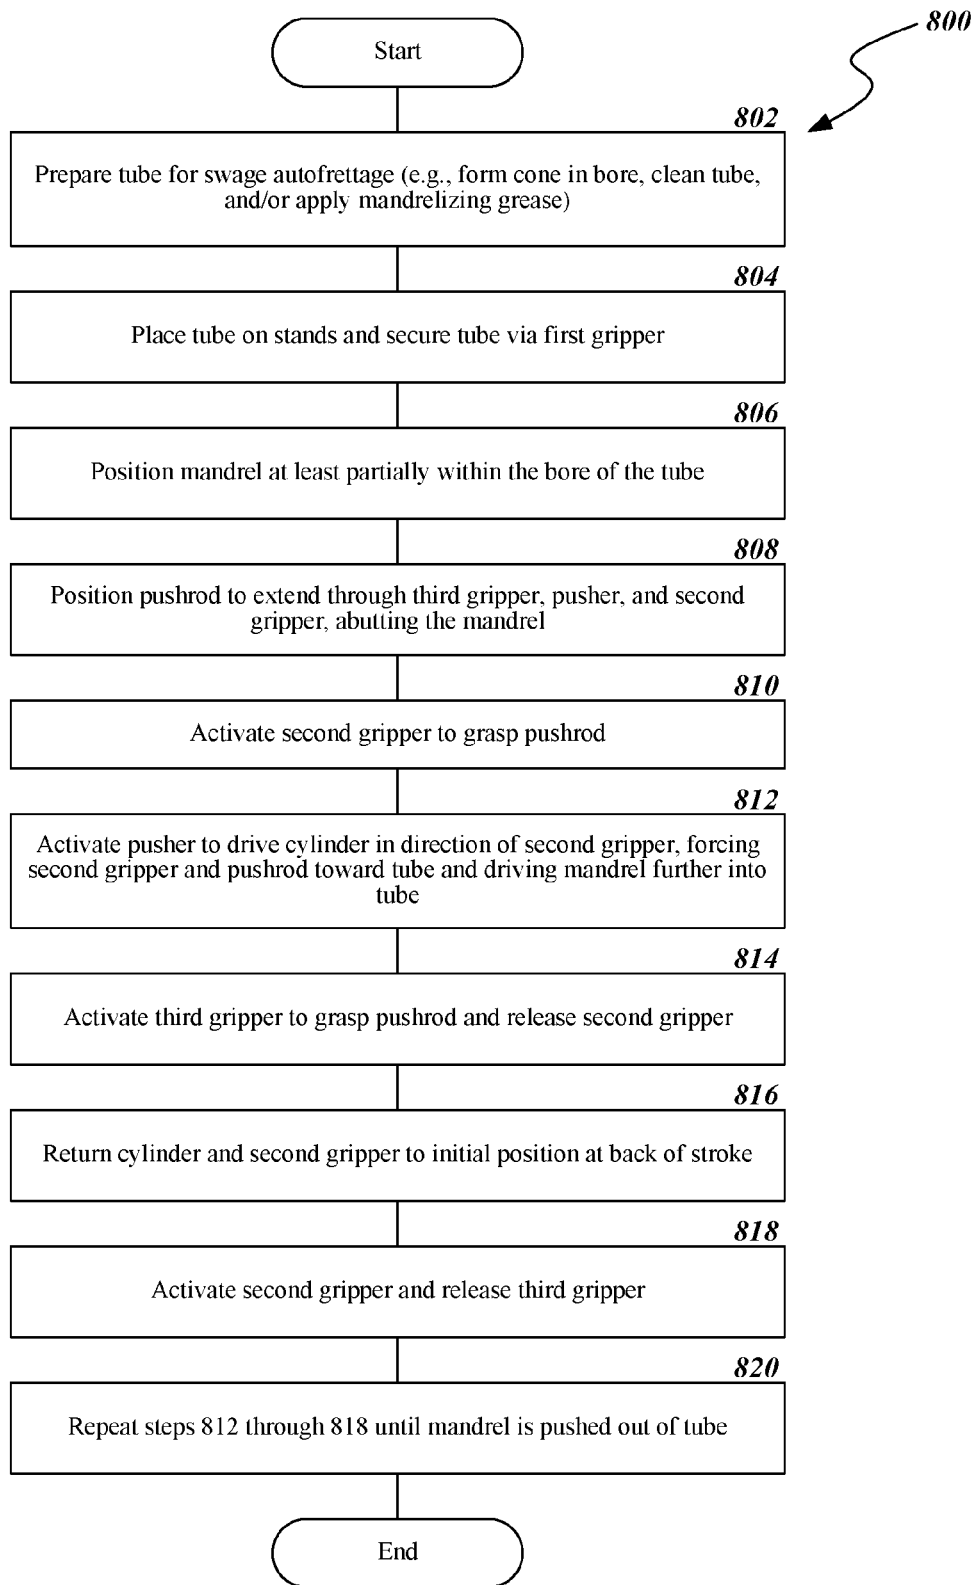 800
Start
802
Prepare tube for swage autofrettage (e.g., form cone in bore, clean tube,
and/or apply mandrelizing grease)
804
Place tube on stands and secure tube via first gripper
806
Position mandrel at least partially within the bore of the tube
808
Position pushrod to extend through third gripper, pusher, and second
gripper, abutting the mandrel
810
Activate second gripper to grasp pushrod
812
Activate pusher to drive cylinder in direction of second gripper, forcing
second gripper and pushrod toward tube and driving mandrel further into
tube
814
Activate third gripper to grasp pushrod and release second gripper
816
Return cylinder and second gripper to initial position at back of stroke
818
Activate second gripper and release third gripper
820
Repeat steps 812 through 818 until mandrel is pushed out of tube
End